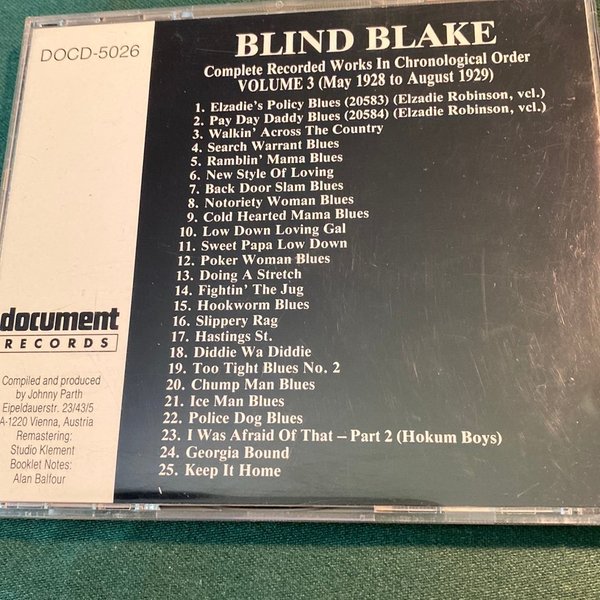 DOCD-5026
BLIND BLAKE
Complete Recorded Works In Chronological Order
VOLUME 3 (May 1928 to August 1929)
1. Elzadie's Policy Blues (20583) (Elzadie Robinson, vcl.)
2. Pay Day Daddy Blues (20584) (Elzadie Robinson, vcl.)
3. Walkin' Across The Country
4. Search Warrant Blues
5. Ramblin' Mama Blues
6. New Style Of Loving
7. Back Door Slam Blues
8. Notoriety Woman Blues
9. Cold Hearted Mama Blues
10. Low Down Loving Gal
11. Sweet Papa Low Down
12. Poker Woman Blues
13. Doing A Stretch
14. Fightin' The Jug
15. Hookworm Blues
16. Slippery Rag
17. Hastings St.
18. Diddie Wa Diddie
19. Too Tight Blues No. 2
20. Chump Man Blues
21. Ice Man Blues
22. Police Dog Blues
23. I Was Afraid Of That – Part 2 (Hokum Boys)
24. Georgia Bound
25. Keep It Home
document
RECORDS
Compiled and produced
by Johnny Parth
Eipeldauerstr. 23/43/5
A-1220 Vienna, Austria
Remastering:
Studio Klement
Booklet Notes:
Alan Balfour